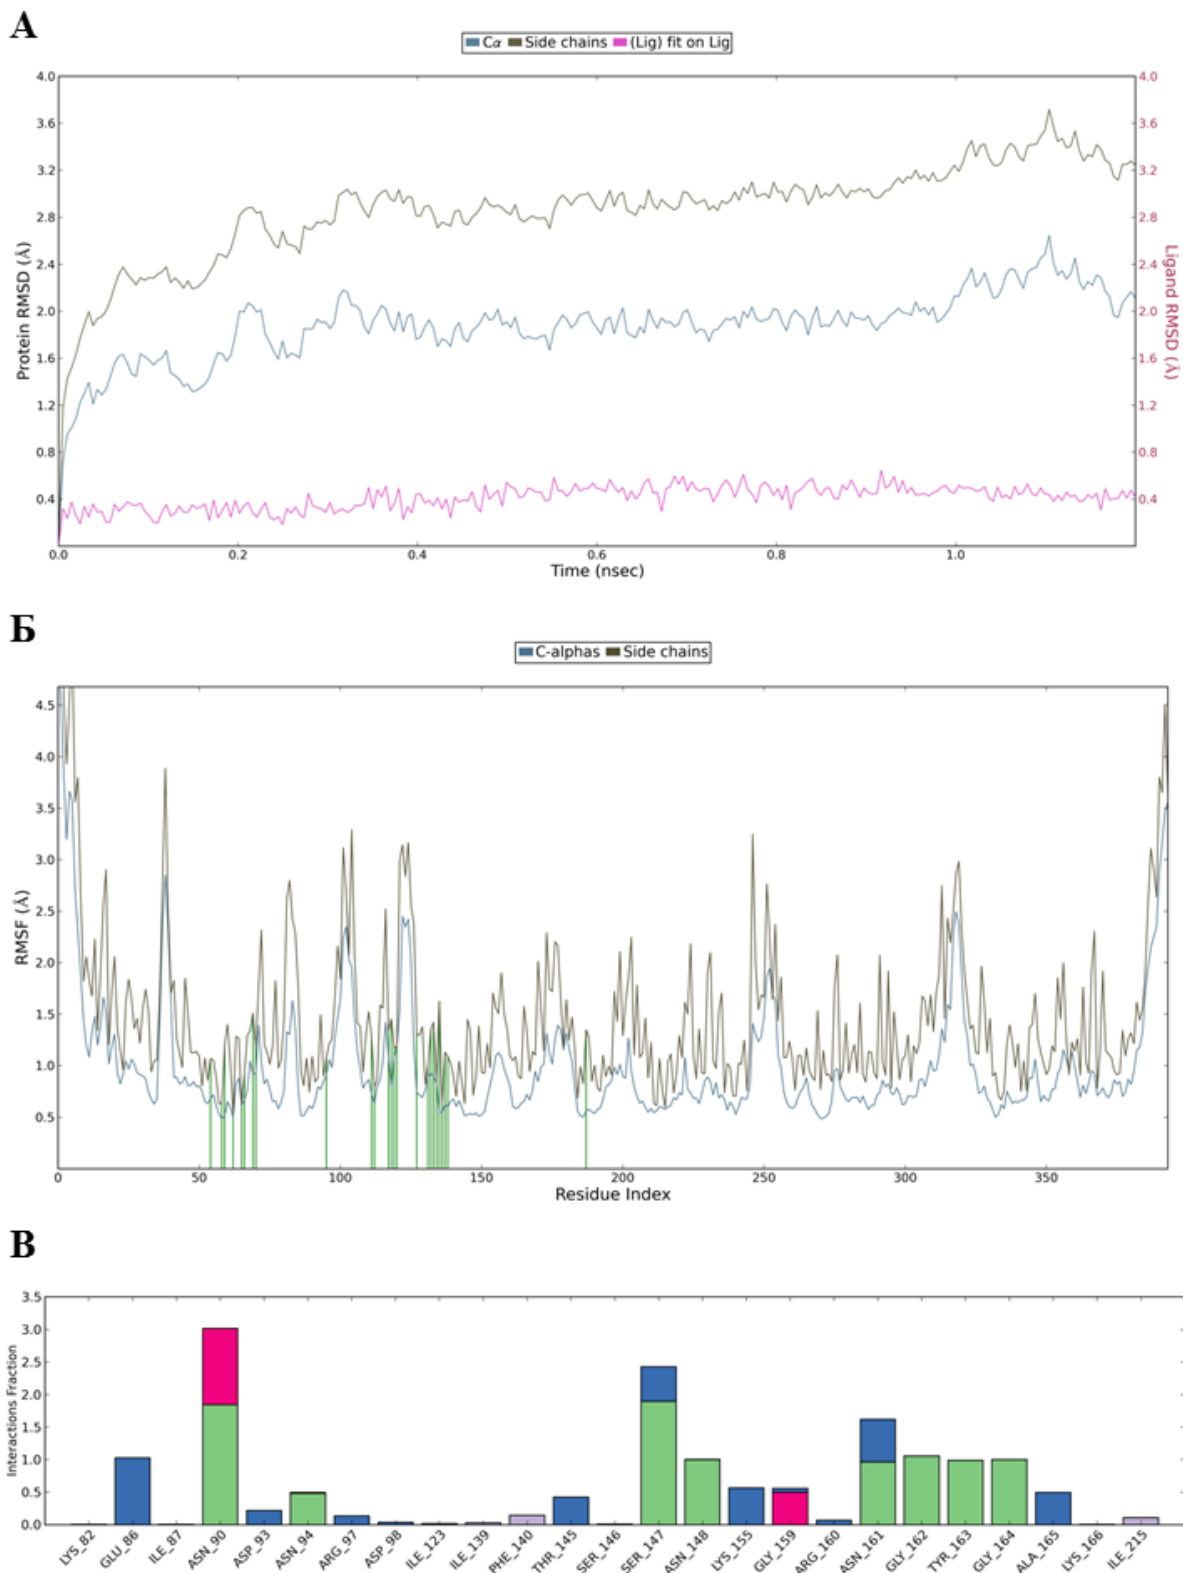 А
Cα Side chains (Lig) fit on Lig
4.0 4.0
3.6 3.6
3.2 3.2
2.8 2.8
2.4 2.4
2.0 2.0
1.6 1.6
1.2 1.2
0.8 0.8
0.4 0.4
Protein RMSD (Å)
Ligand RMSD (Å)
0.0 0.2 0.4 0.6 0.8 1.0
Time (nsec)
Б
C-alphas Side chains
4.5
4.0
3.5
3.0
2.5
2.0
1.5
1.0
0.5
RMSF (Å)
0 50 100 150 200 250 300 350
Residue Index
В
3.5
3.0
2.5
2.0
1.5
1.0
0.5
0.0
Interactions Fraction
LYS_82 GLU_86 ILE_87 ASN_90 ASP_93 ASN_94 ARG_97 ASP_98 ILE_123 ILE_139 PHE_140 THR_145 SER_146 SER_147 ASN_148 LYS_155 GLY_159 ARG_160 ASN_161 GLY_162 TYR_163 GLY_164 ALA_165 LYS_166 ILE_215